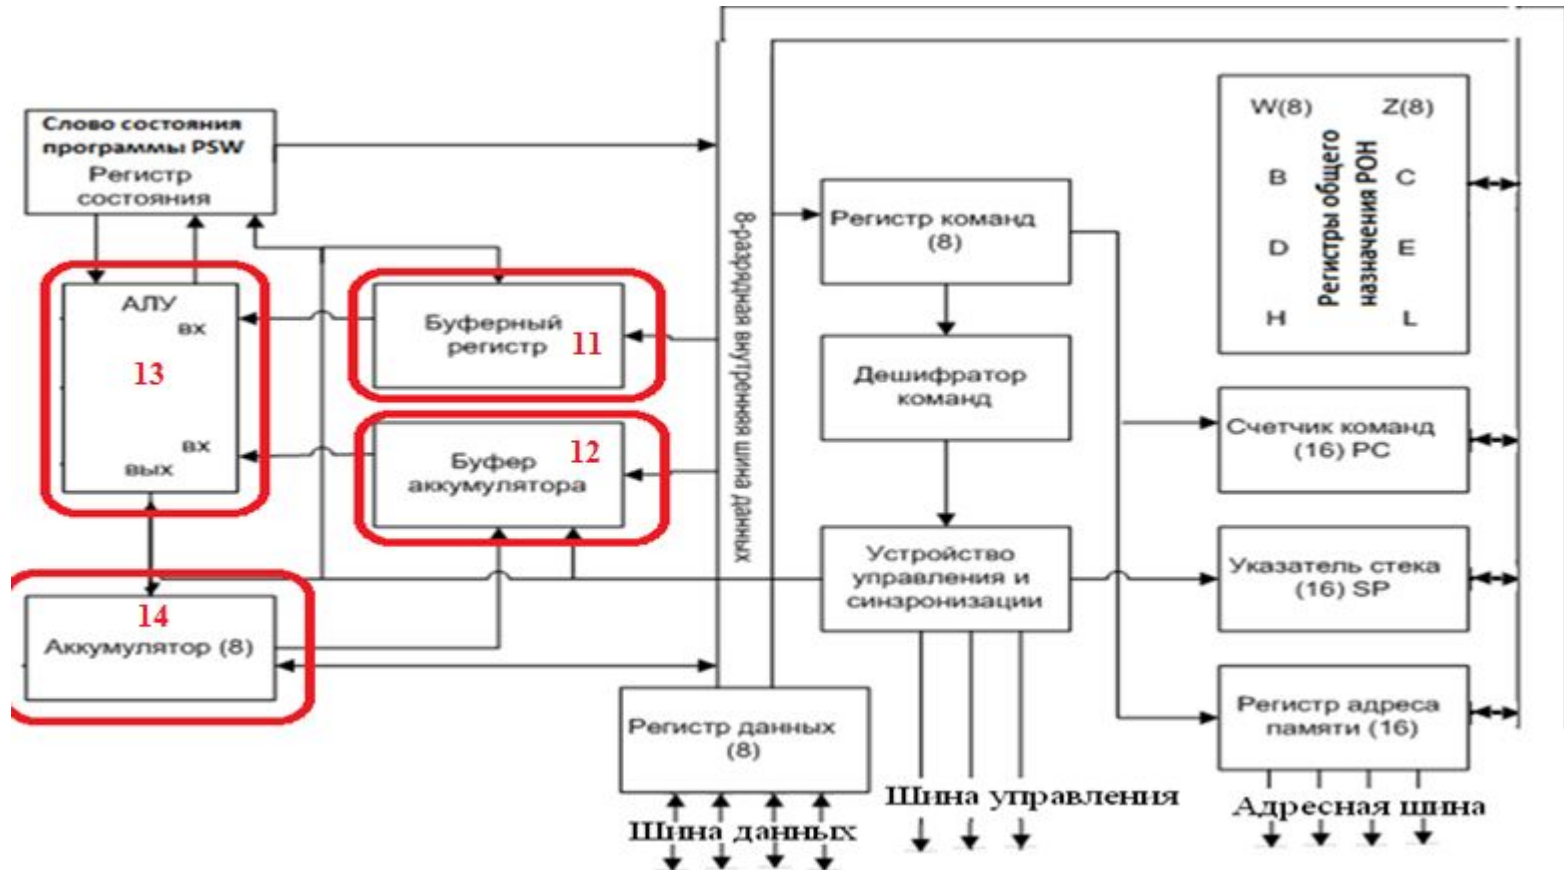 Слово состояния
программы PSW
Регистр
состояния
АЛУ
вх
13
вх
вых
Буферный
регистр
11
Буфер
аккумулятора
12
14
Аккумулятор (8)
8-разрядная внутренняя шина данных
Регистр данных
(8)
Шина данных
Регистр команд
(8)
Дешифратор
команд
Устройство
управления и
синзронизации
Шина управления
W(8) Z(8)
B C
D E
H L
Регистры общего
назначения РОН
Счетчик команд
(16) PC
Указатель стека
(16) SP
Регистр адреса
памяти (16)
Адресная шина